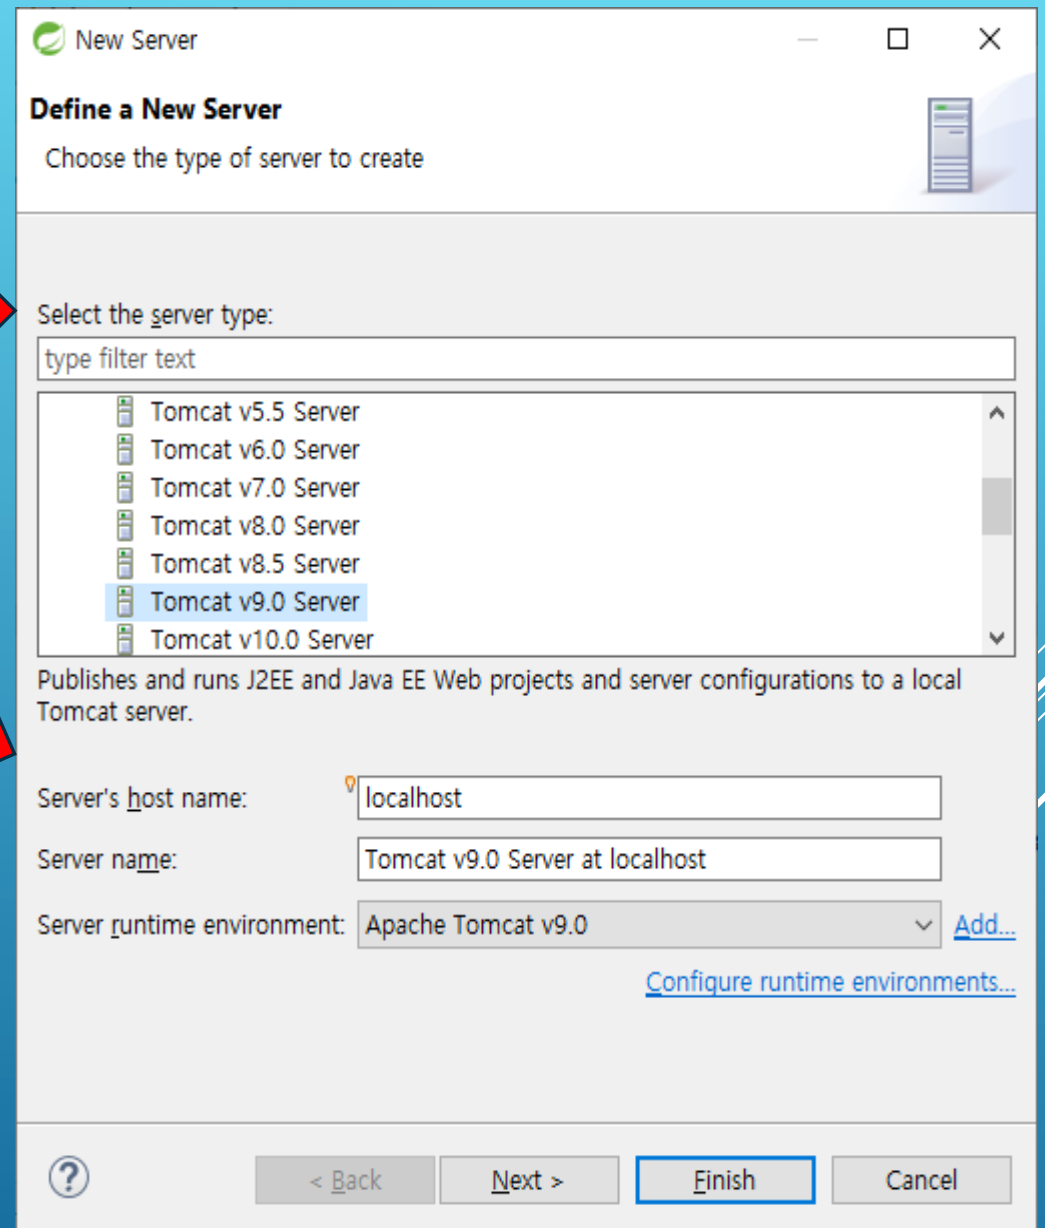 New Server
Define a New Server
Choose the type of server to create
Select the server type:
type filter text
Tomcat v5.5 Server
Tomcat v6.0 Server
Tomcat v7.0 Server
Tomcat v8.0 Server
Tomcat v8.5 Server
Tomcat v9.0 Server
Tomcat v10.0 Server
Publishes and runs J2EE and Java EE Web projects and server configurations to a local
Tomcat server.
Server's host name: localhost
Server name: Tomcat v9.0 Server at localhost
Server runtime environment: Apache Tomcat v9.0 Add...
Configure runtime environments...
? < Back Next > Finish Cancel